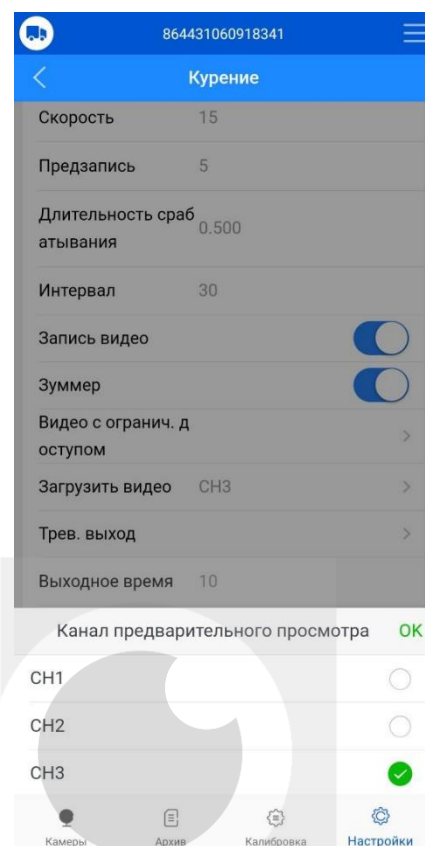 864431060918341
Курение
Скорость 15
Предзапись 5
Длительность сраб
атывания 0.500
Интервал 30
Запись видео
Зуммер
Видео с огранич. д
оступом
Загрузить видео CH3
Трев. выход
Выходное время 10
Канал предварительного просмотра OK
CH1
CH2
CH3
Камеры Архив Калибровка Настройки